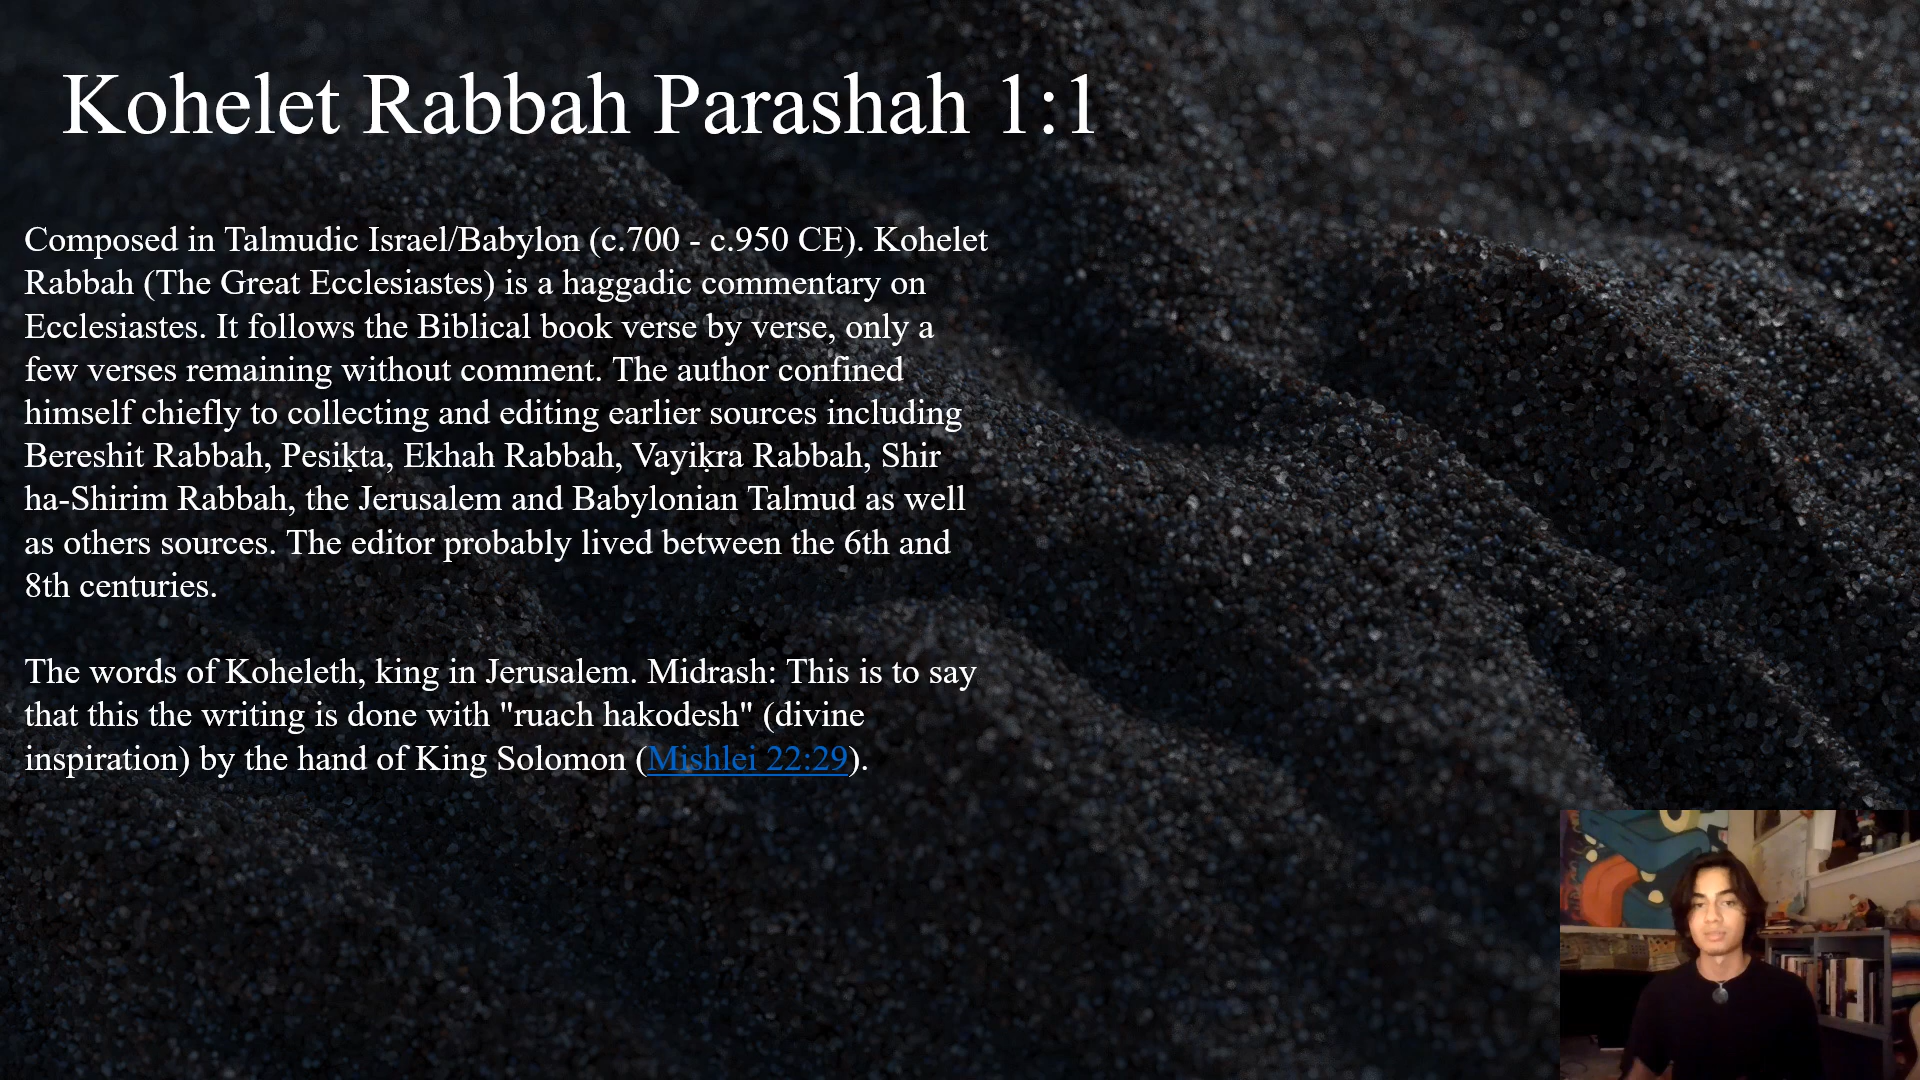 Kohelet Rabbah Parashah 1:1
Composed in Talmudic Israel/Babylon (c.700 - c.950 CE). Kohelet
Rabbah (The Great Ecclesiastes) is a haggadic commentary on
Ecclesiastes. It follows the Biblical book verse by verse, only a
few verses remaining without comment. The author confined
himself chiefly to collecting and editing earlier sources including
Bereshit Rabbah, Pesiḳta, Ekhah Rabbah, Vayiḳra Rabbah, Shir
ha-Shirim Rabbah, the Jerusalem and Babylonian Talmud as well
as others sources. The editor probably lived between the 6th and
8th centuries.
The words of Koheleth, king in Jerusalem. Midrash: This is to say
that this the writing is done with "ruach hakodesh" (divine
inspiration) by the hand of King Solomon (Mishlei 22:29).